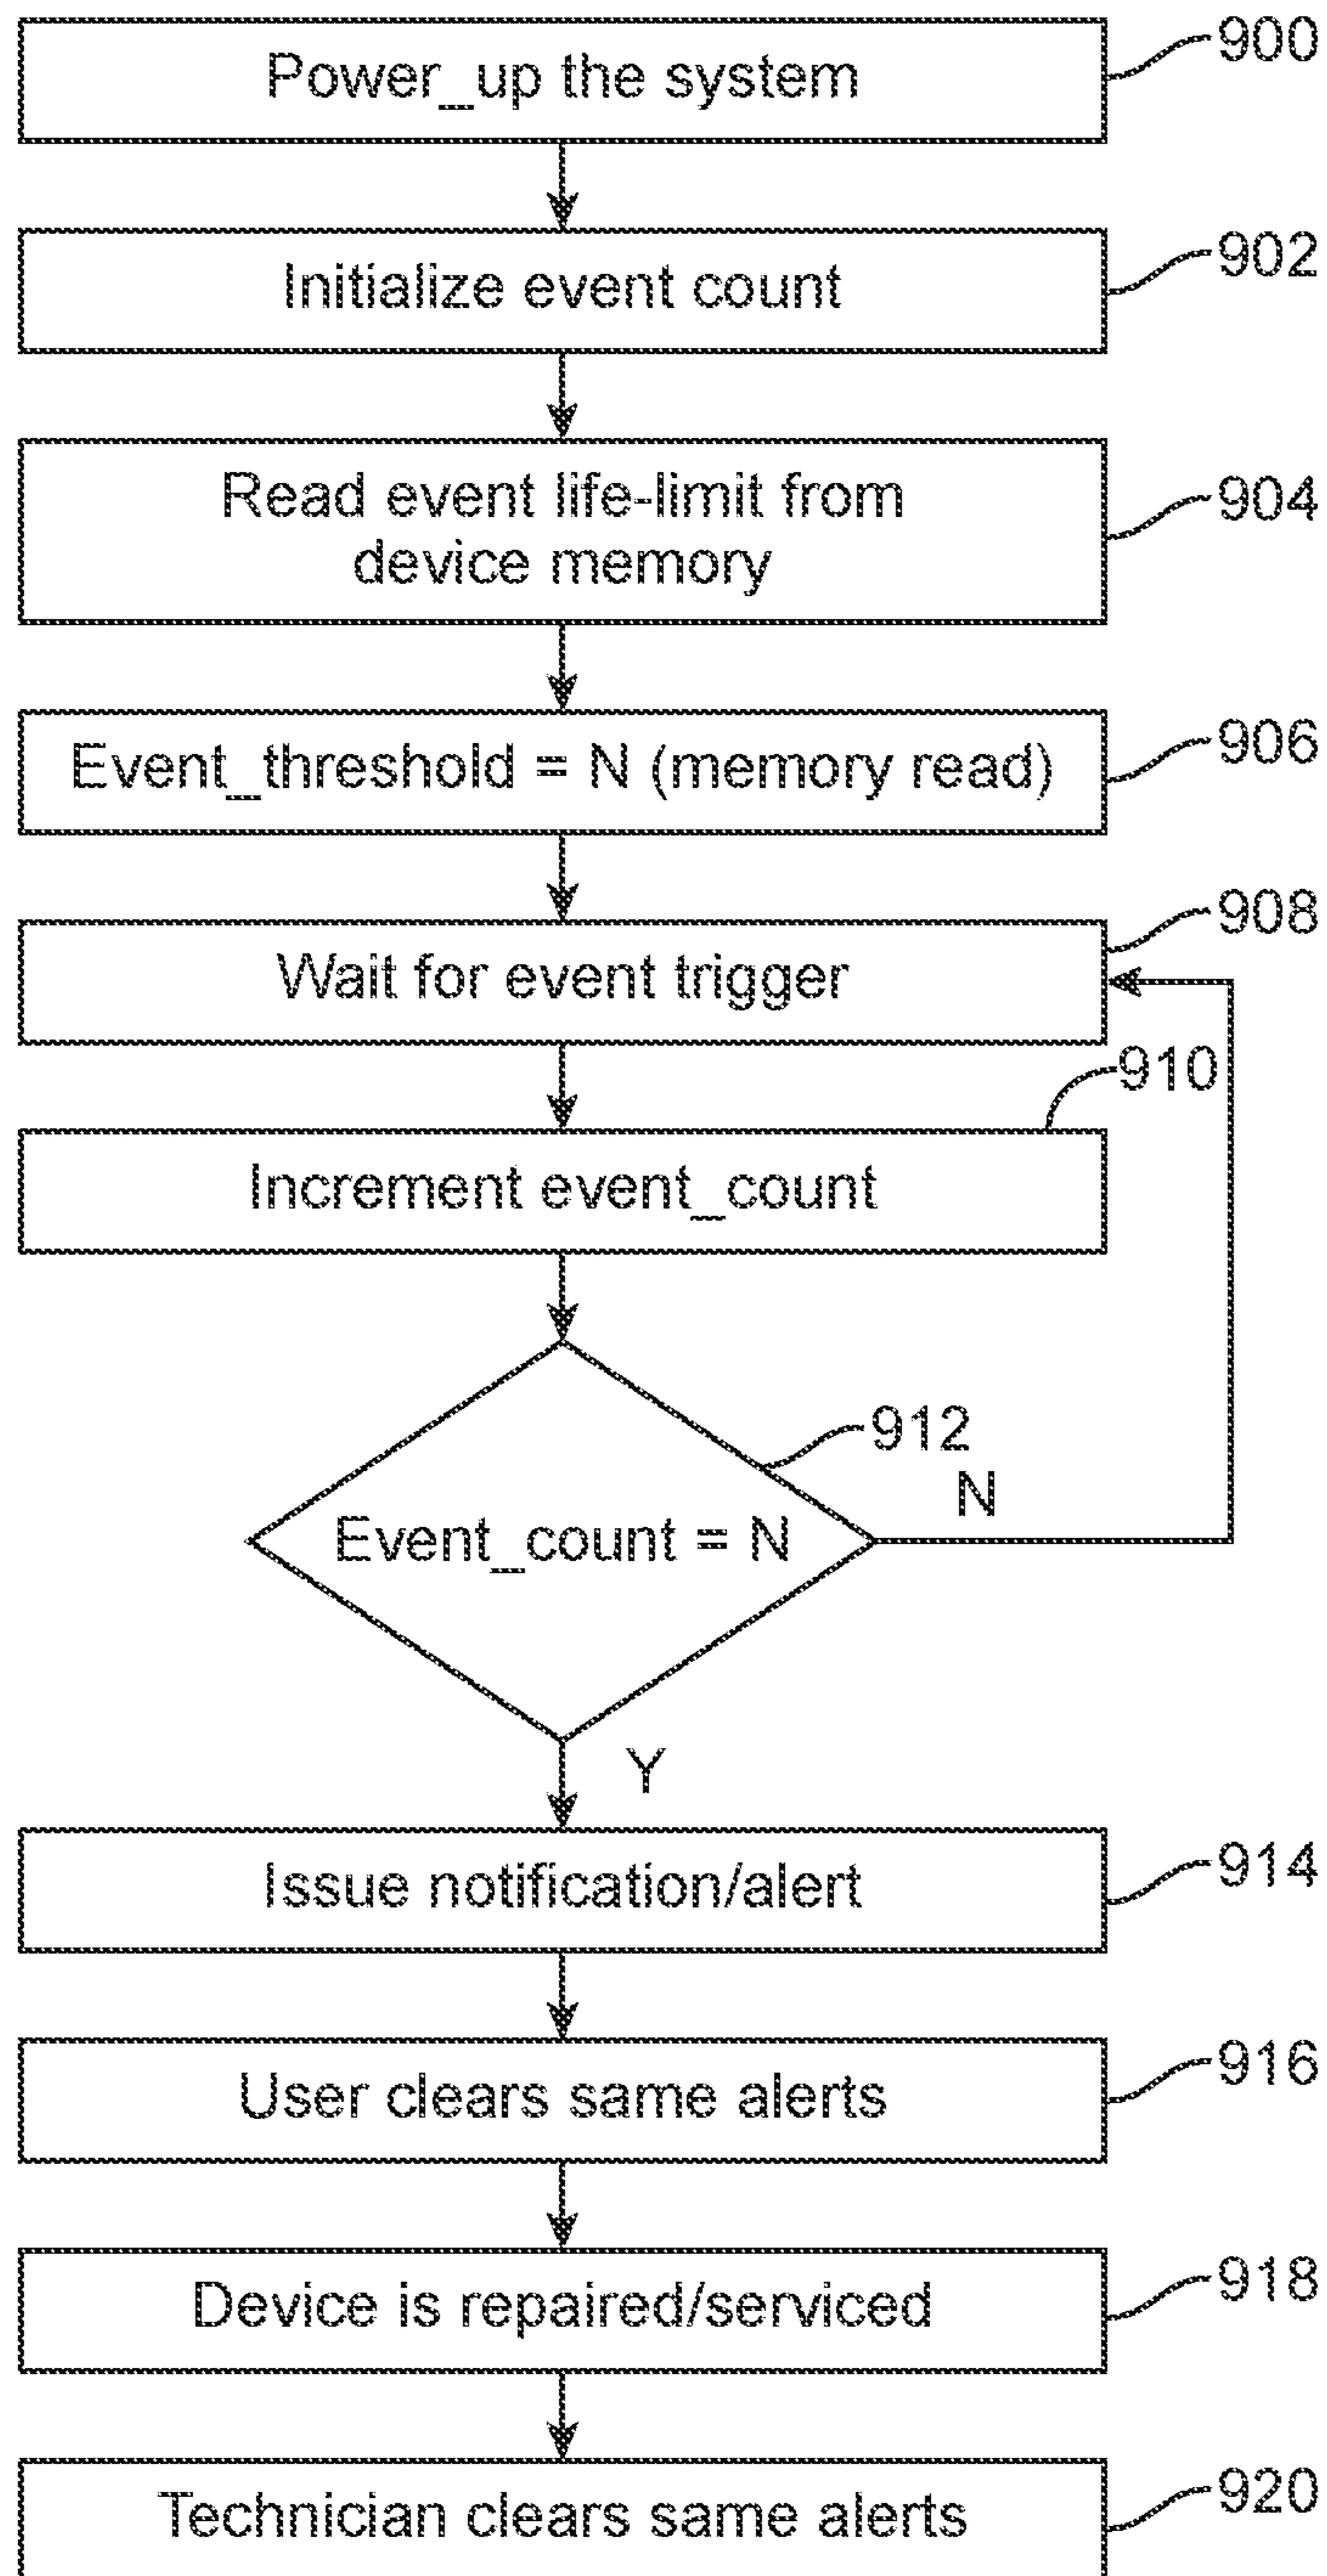 Power_up the system
900
Initialize event count
902
Read event life-limit from
device memory
904
Event_threshold = N (memory read)
906
Wait for event trigger
908
910
Increment event_count
912
N
Event_count = N
Y
Issue notification/alert
914
User clears same alerts
916
Device is repaired/serviced
918
Technician clears same alerts
920